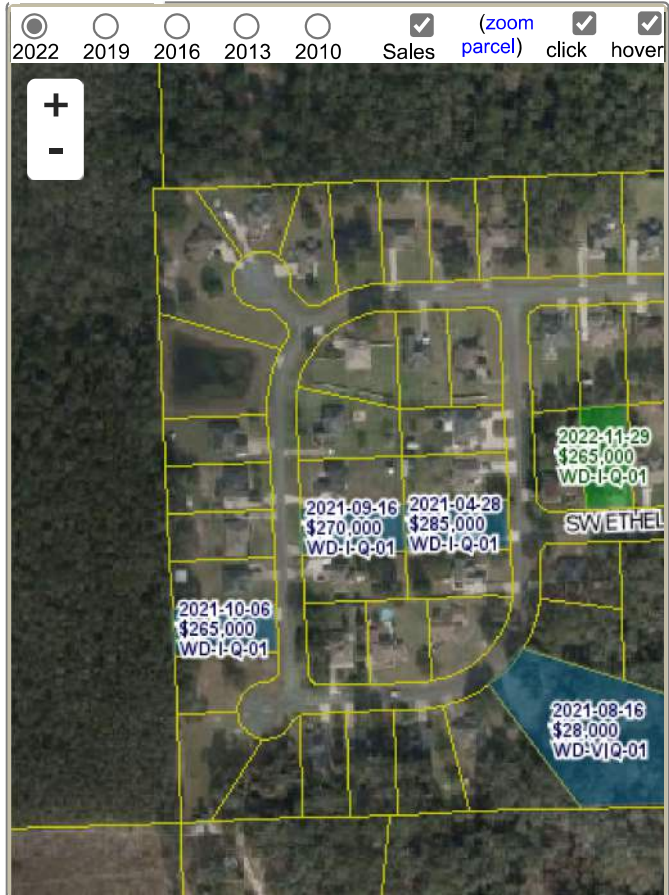 2022 2019 2016 2013 2010 Sales (zoom parcel) click hover
+
-
2022-11-29
$265,000
WD-I-Q-01
2021-09-16
$270,000
WD-I-Q-01
2021-04-28
$285,000
WD-I-Q-01
SW ETHEL
2021-10-06
$265,000
WD-I-Q-01
2021-08-16
$28,000
WD-V-Q-01